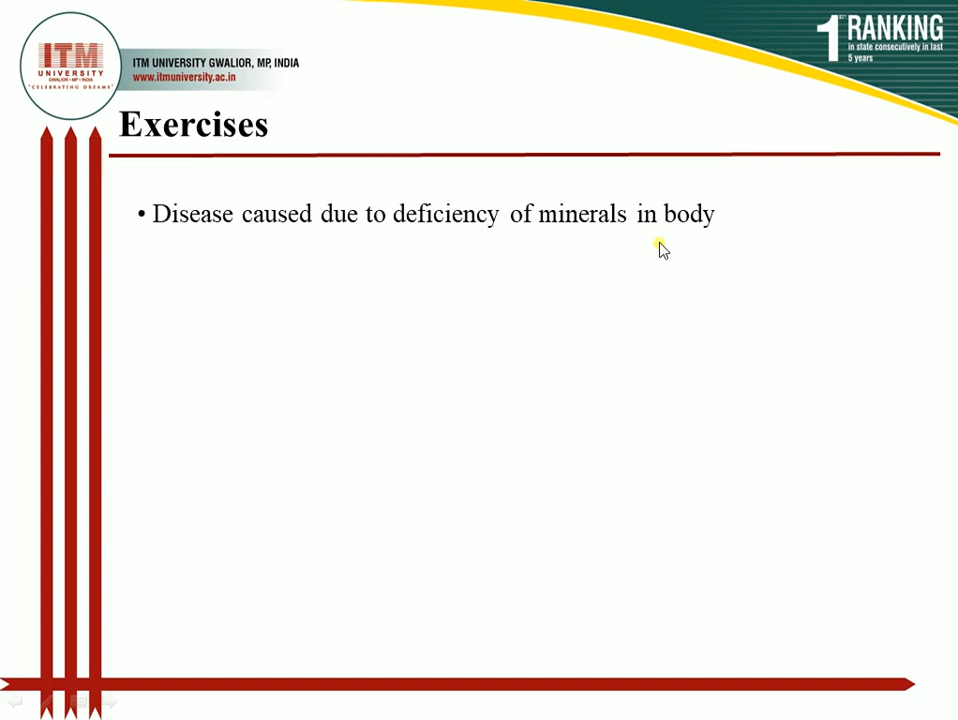 ITM
UNIVERSITY
GWALIOR • MP • INDIA
"CELEBRATING DREAMS"
ITM UNIVERSITY GWALIOR, MP, INDIA
www.itmuniversity.ac.in
1ST RANKING
in state consecutively in last
5 years
Exercises
• Disease caused due to deficiency of minerals in body